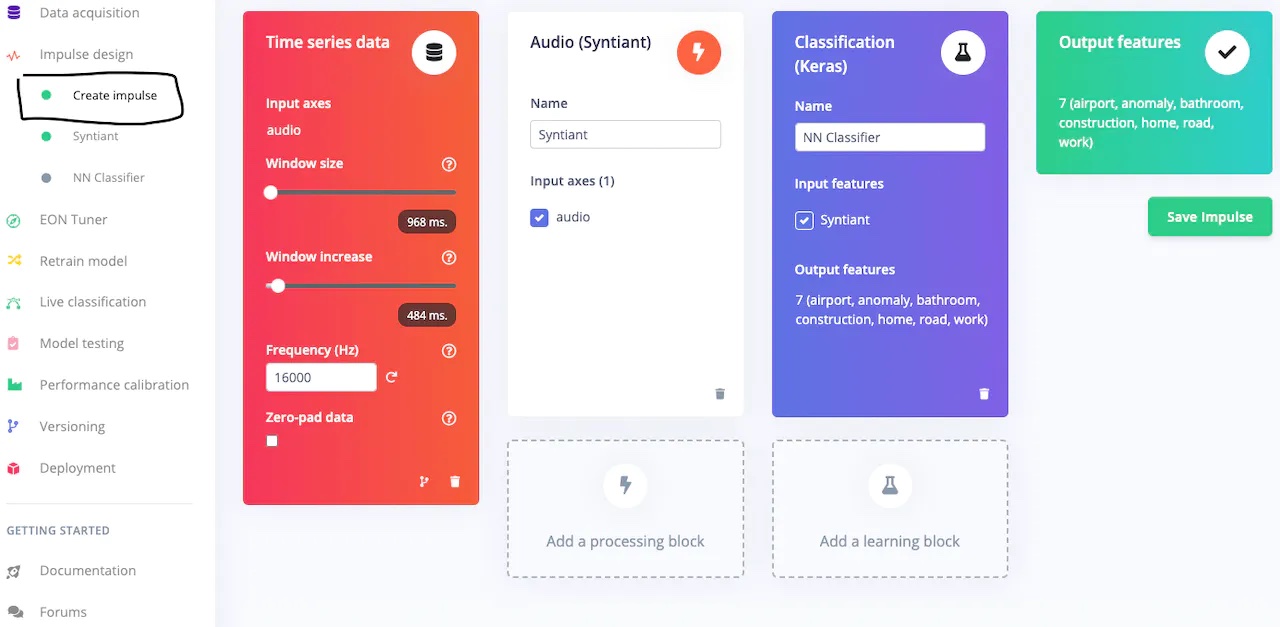 Data acquisition
Impulse design
Create impulse
Syntiant
NN Classifier
EON Tuner
Retrain model
Live classification
Model testing
Performance calibration
Versioning
Deployment
GETTING STARTED
Documentation
Forums
Time series data
Input axes
audio
Window size
?
968 ms.
Window increase
?
484 ms.
Frequency (Hz)
?
16000
Zero-pad data
?
Audio (Syntiant)
Name
Syntiant
Input axes (1)
audio
Add a processing block
Classification
(Keras)
Name
NN Classifier
Input features
Syntiant
Output features
7 (airport, anomaly, bathroom,
construction, home, road, work)
Add a learning block
Output features
7 (airport, anomaly, bathroom,
construction, home, road,
work)
Save Impulse